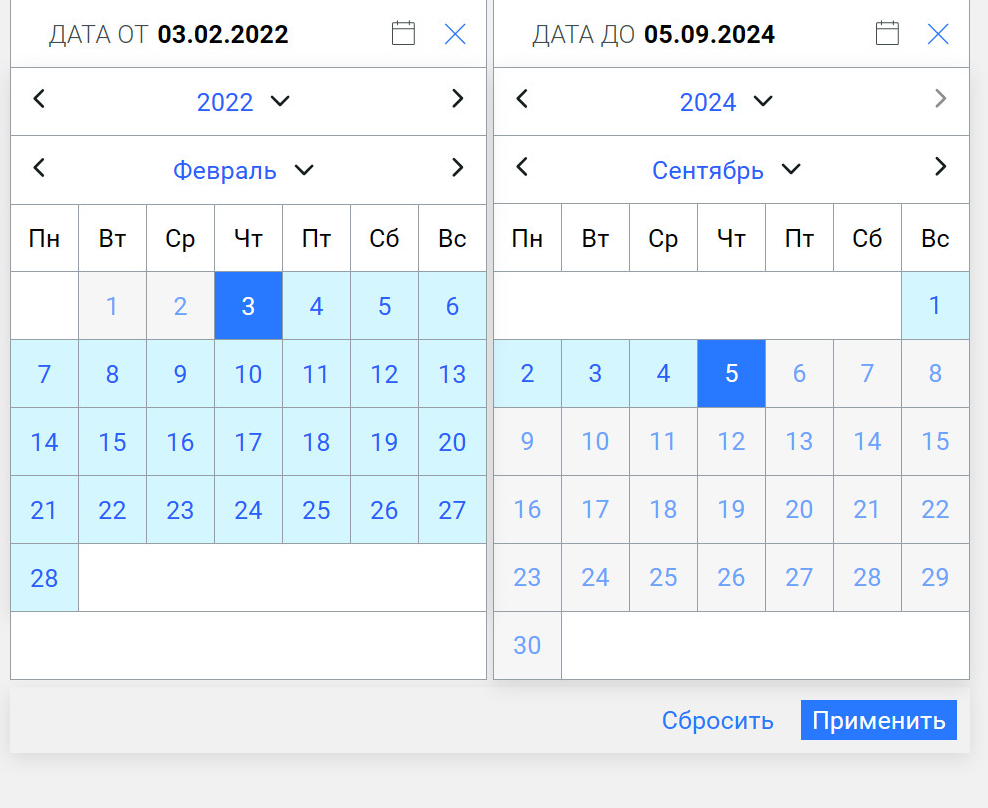 ДАТА ОТ 03.02.2022
2022
Февраль
Пн Вт Ср Чт Пт Сб Вс
1 2 3 4 5 6
7 8 9 10 11 12 13
14 15 16 17 18 19 20
21 22 23 24 25 26 27
28
ДАТА ДО 05.09.2024
2024
Сентябрь
Пн Вт Ср Чт Пт Сб Вс
1
2 3 4 5 6 7 8
9 10 11 12 13 14 15
16 17 18 19 20 21 22
23 24 25 26 27 28 29
30
Сбросить Применить